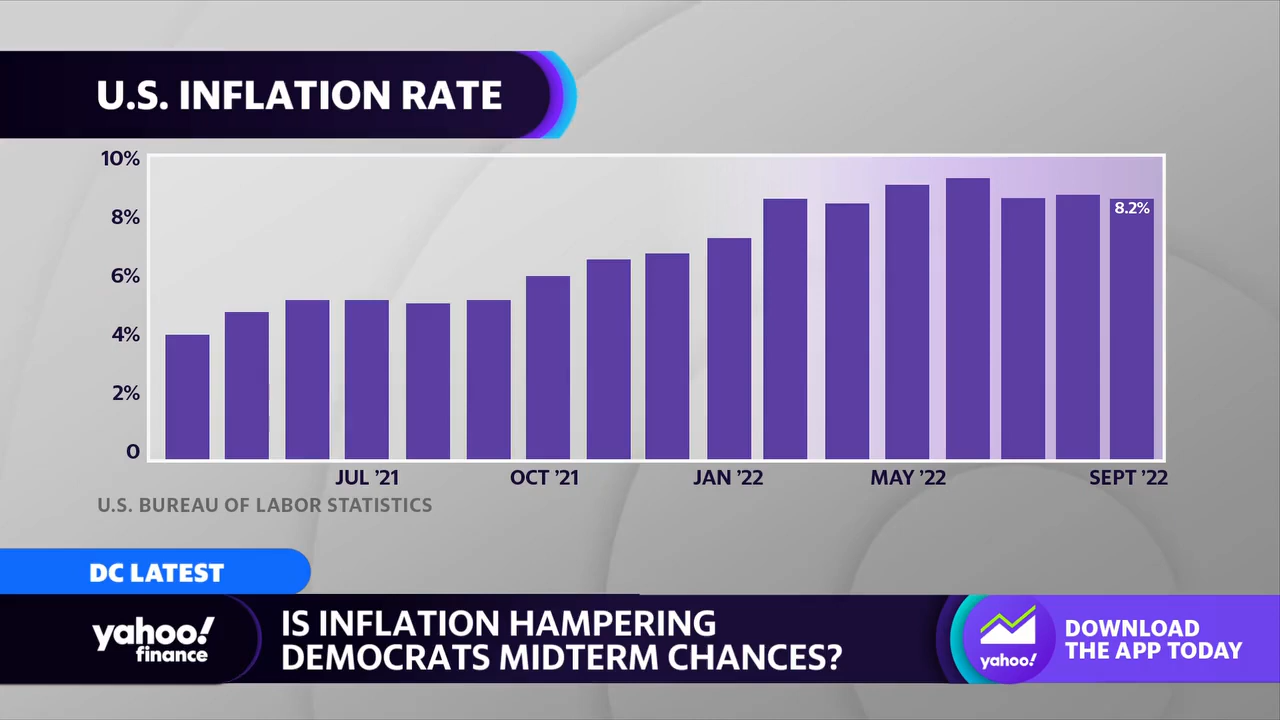 U.S. INFLATION RATE
10%
8%
6%
4%
2%
0
8.2%
JUL ’21
OCT ’21
JAN ’22
MAY ’22
SEPT ’22
U.S. BUREAU OF LABOR STATISTICS
DC LATEST
yahoo!
finance
IS INFLATION HAMPERING
DEMOCRATS MIDTERM CHANCES?
yahoo!
DOWNLOAD
THE APP TODAY